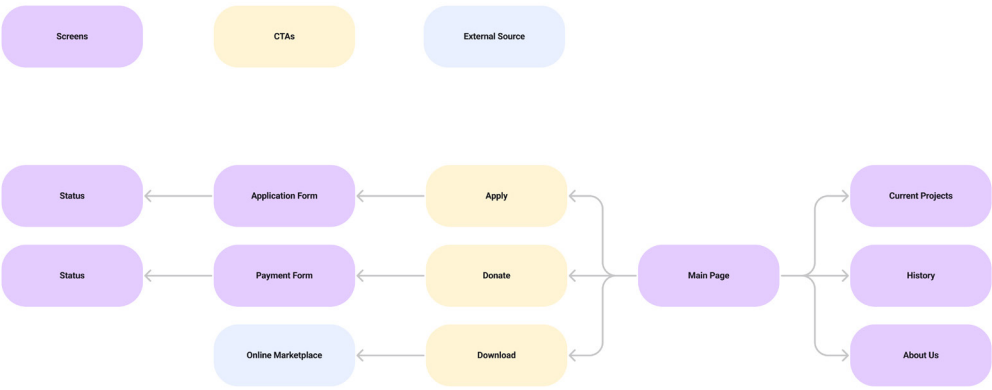 Screens
CTAs
External Source
Status
Application Form
Apply
Current Projects
Status
Payment Form
Donate
Main Page
History
Online Marketplace
Download
About Us